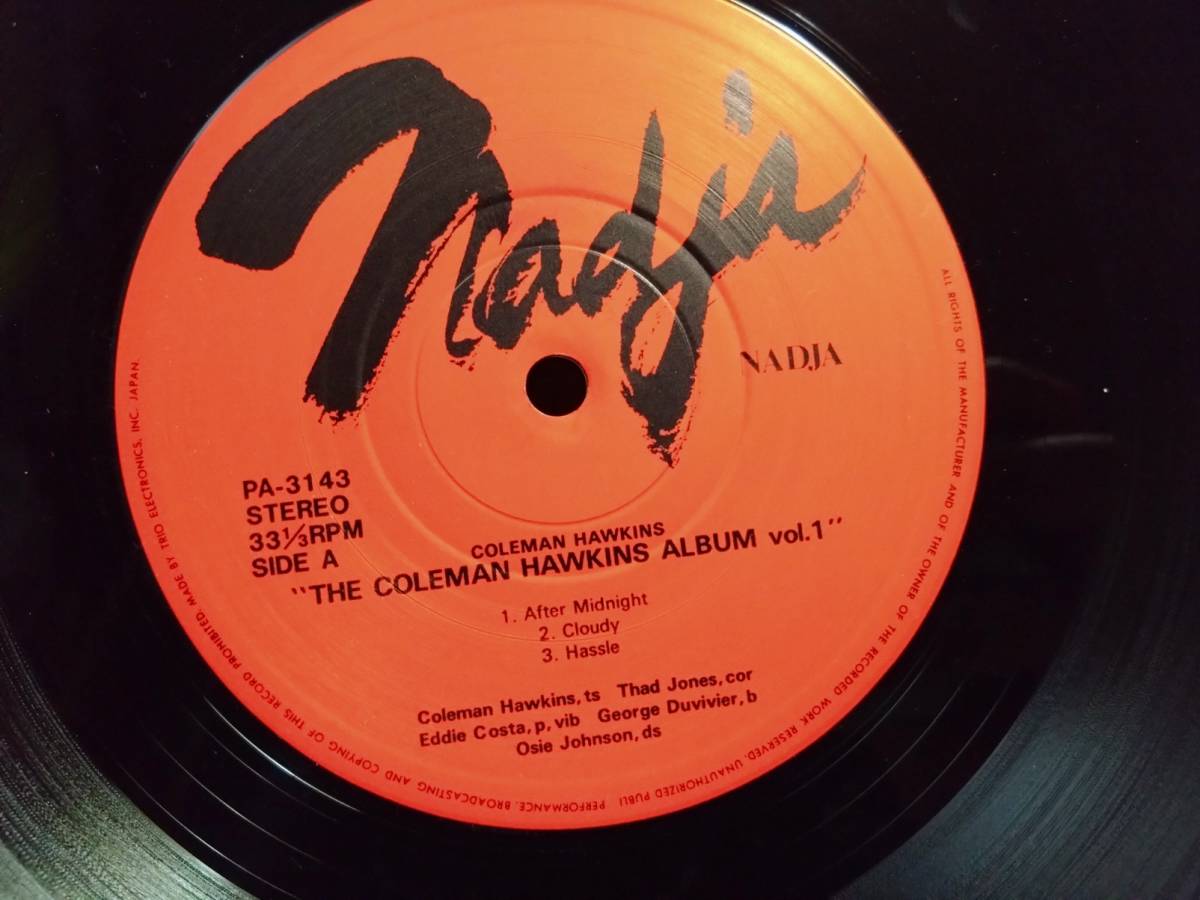 Nadja
NADJA
PA-3143
STEREO
33⅓RPM
SIDE A
COLEMAN HAWKINS
"THE COLEMAN HAWKINS ALBUM vol.1"
1. After Midnight
2. Cloudy
3. Hassle
Coleman Hawkins,ts Thad Jones,cor
Eddie Costa,p,vib George Duvivier,b
Osie Johnson,ds
ALL RIGHTS OF THE MANUFACTURER AND OF THE OWNER OF THE RECORDED WORK RESERVED. UNAUTHORIZED PUBLI PERFORMANCE. BROADCASTING AND COPYING OF THIS RECORD PROHIBITED. MADE BY TRIO ELECTRONICS, INC. JAPAN